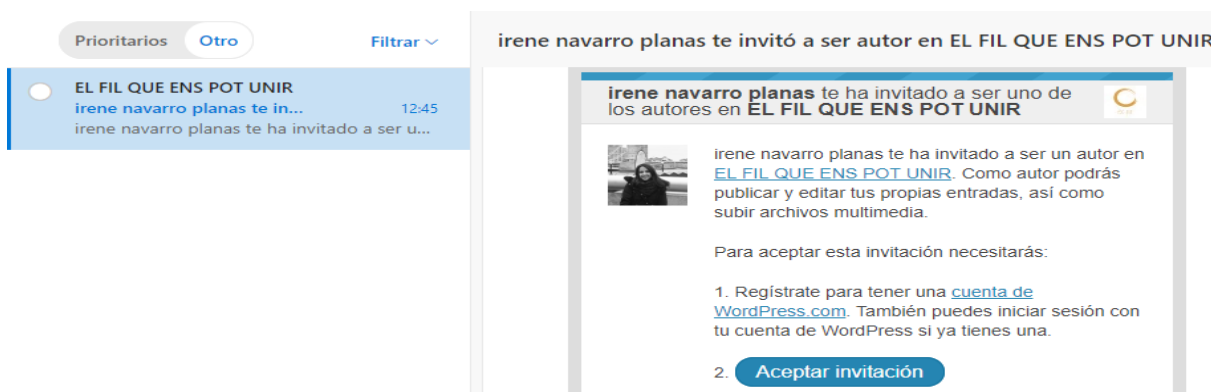 Prioritarios Otro Filtrar
EL FIL QUE ENS POT UNIR
irene navarro planas te in... 12:45
irene navarro planas te ha invitado a ser u...
irene navarro planas te invitó a ser autor en EL FIL QUE ENS POT UNIR
irene navarro planas te ha invitado a ser uno de
los autores en EL FIL QUE ENS POT UNIR
irene navarro planas te ha invitado a ser un autor en
EL FIL QUE ENS POT UNIR. Como autor podrás
publicar y editar tus propias entradas, así como
subir archivos multimedia.
Para aceptar esta invitación necesitarás:
1. Regístrate para tener una cuenta de
WordPress.com. También puedes iniciar sesión con
tu cuenta de WordPress si ya tienes una.
2. Aceptar invitación